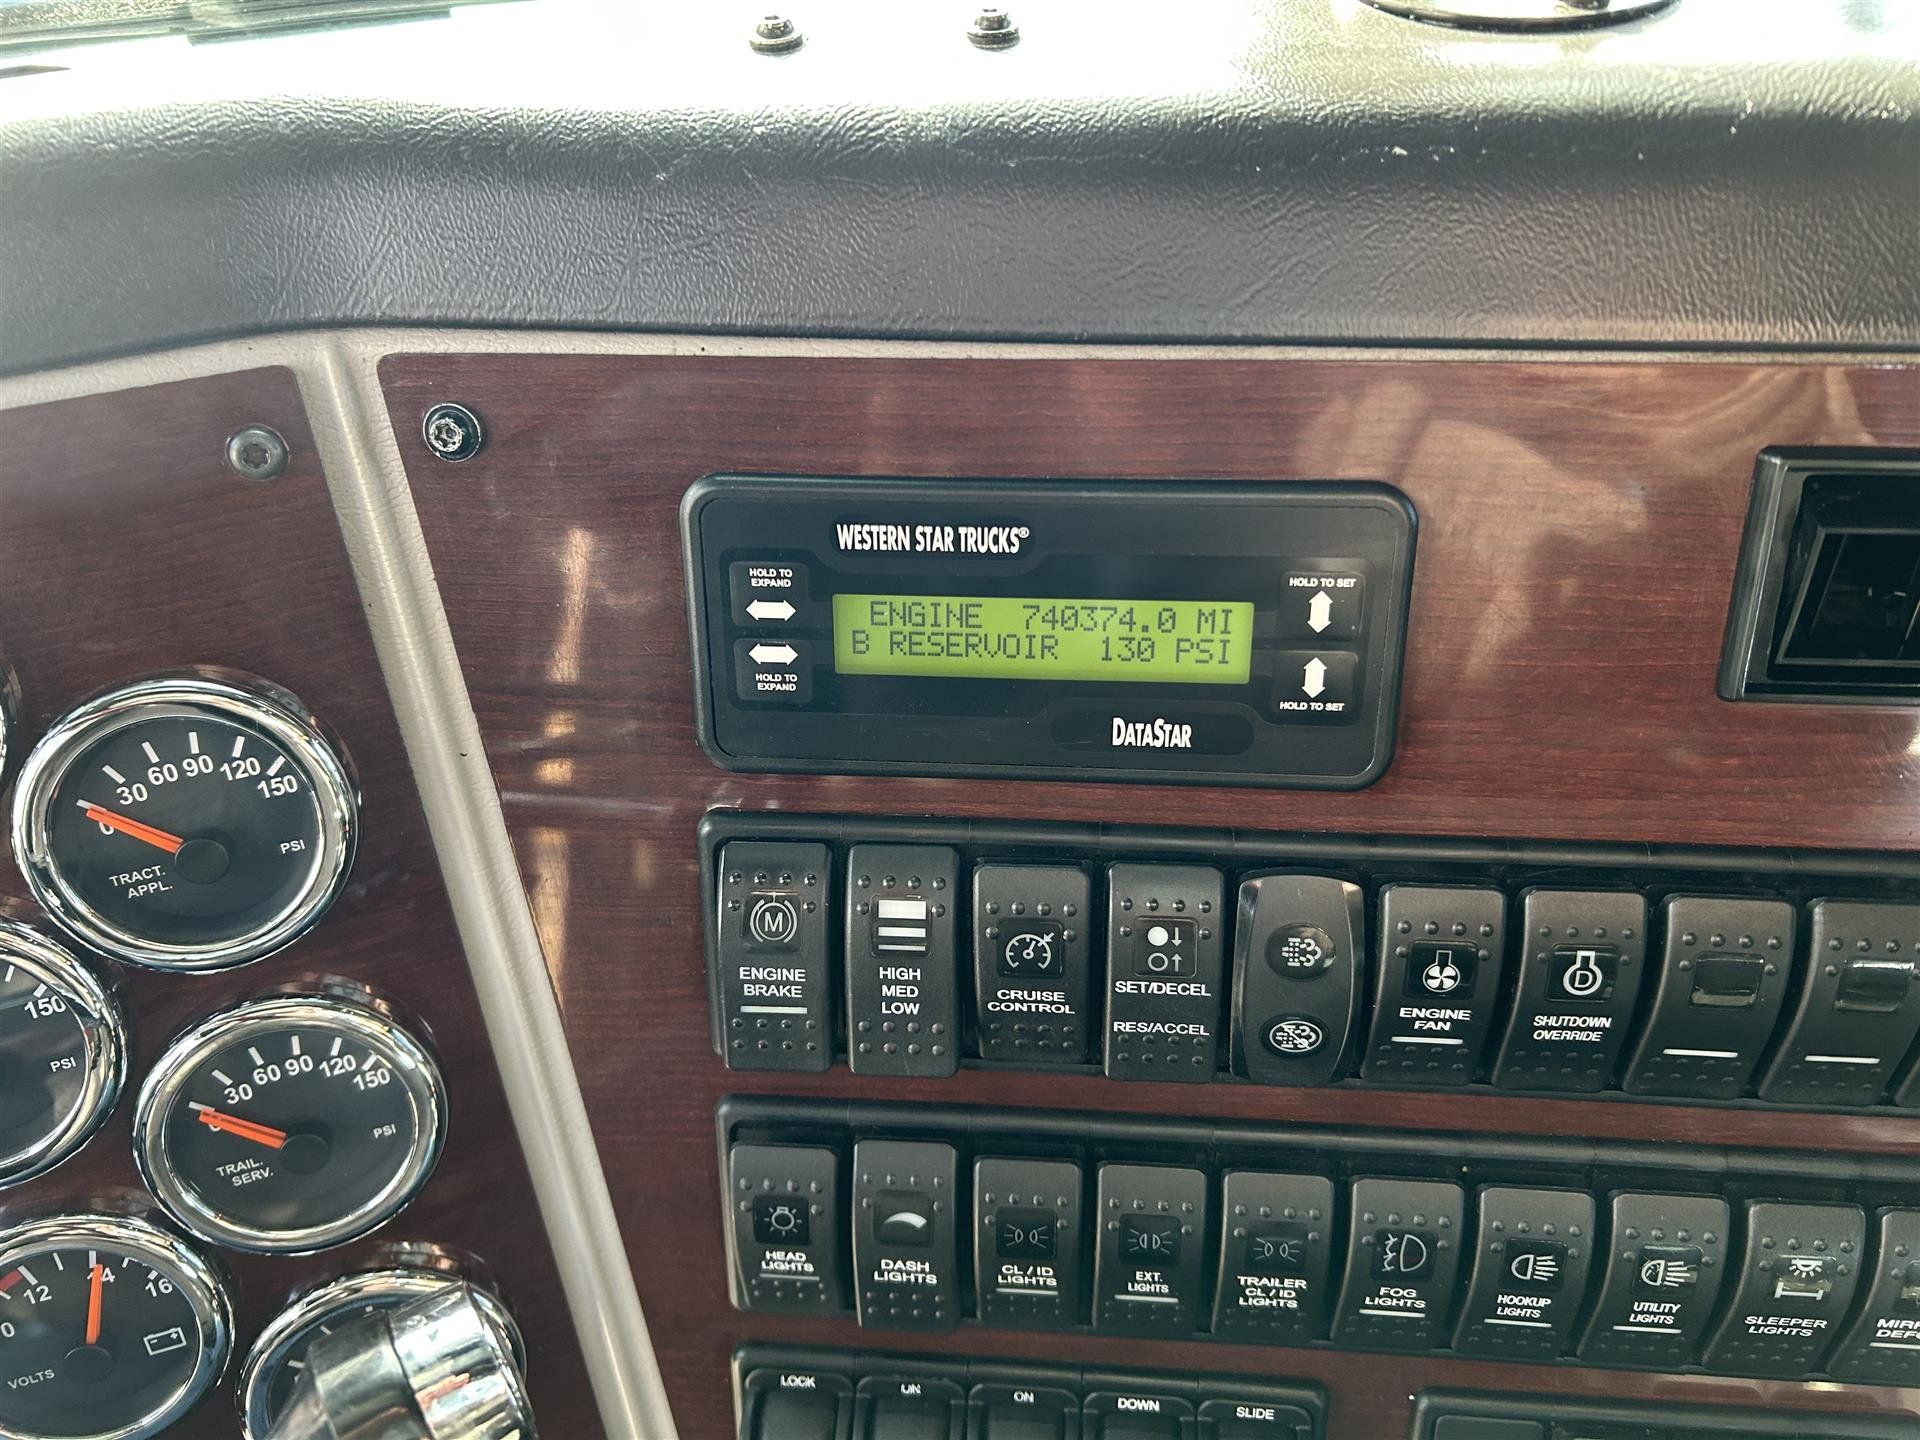 WESTERN STAR TRUCKS®
HOLD TO
EXPAND
HOLD TO SET
ENGINE 740374.0 MI
B RESERVOIR 130 PSI
HOLD TO
EXPAND
HOLD TO SET
DATASTAR
0 30 60 90 120 150
PSI
TRACT.
APPL.
150
PSI
0 30 60 90 120 150
PSI
TRAIL.
SERV.
12 14 16
VOLTS
M
ENGINE
BRAKE
HIGH
MED
LOW
CRUISE
CONTROL
SET/DECEL
RES/ACCEL
ENGINE
FAN
D
SHUTDOWN
OVERRIDE
HEAD
LIGHTS
DASH
LIGHTS
CL/ID
LIGHTS
EXT.
LIGHTS
TRAILER
CL/ID
LIGHTS
FOG
LIGHTS
HOOKUP
LIGHTS
UTILITY
LIGHTS
SLEEPER
LIGHTS
LOCK
ON
ON
DOWN
SLIDE